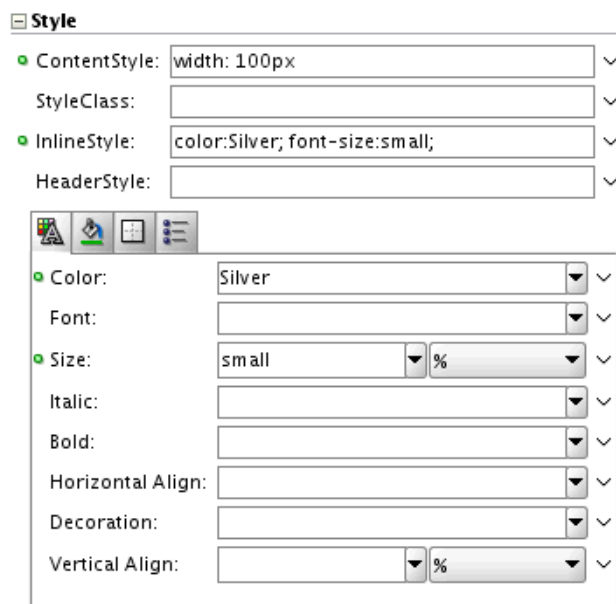 Style
ContentStyle: width: 100px
StyleClass:
InlineStyle: color:Silver; font-size:small;
HeaderStyle:
Color: Silver
Font:
Size: small %
Italic:
Bold:
Horizontal Align:
Decoration:
Vertical Align: %